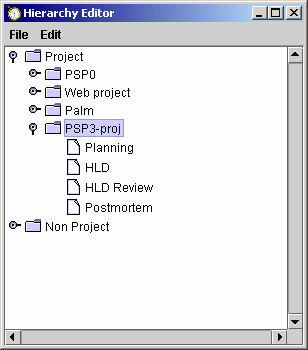 Hierarchy Editor
File Edit
Project
PSP0
Web project
Palm
PSP3-proj
Planning
HLD
HLD Review
Postmortem
Non Project